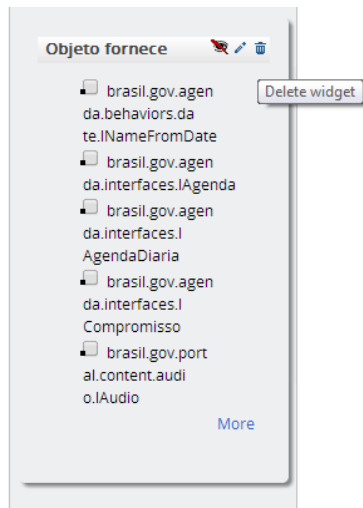 Objeto fornece
Delete widget
brasil.gov.agen
da.behaviors.da
te.INameFromDate
brasil.gov.agen
da.interfaces.IAgenda
brasil.gov.agen
da.interfaces.I
AgendaDiaria
brasil.gov.agen
da.interfaces.I
Compromisso
brasil.gov.port
al.content.audi
o.IAudio
More